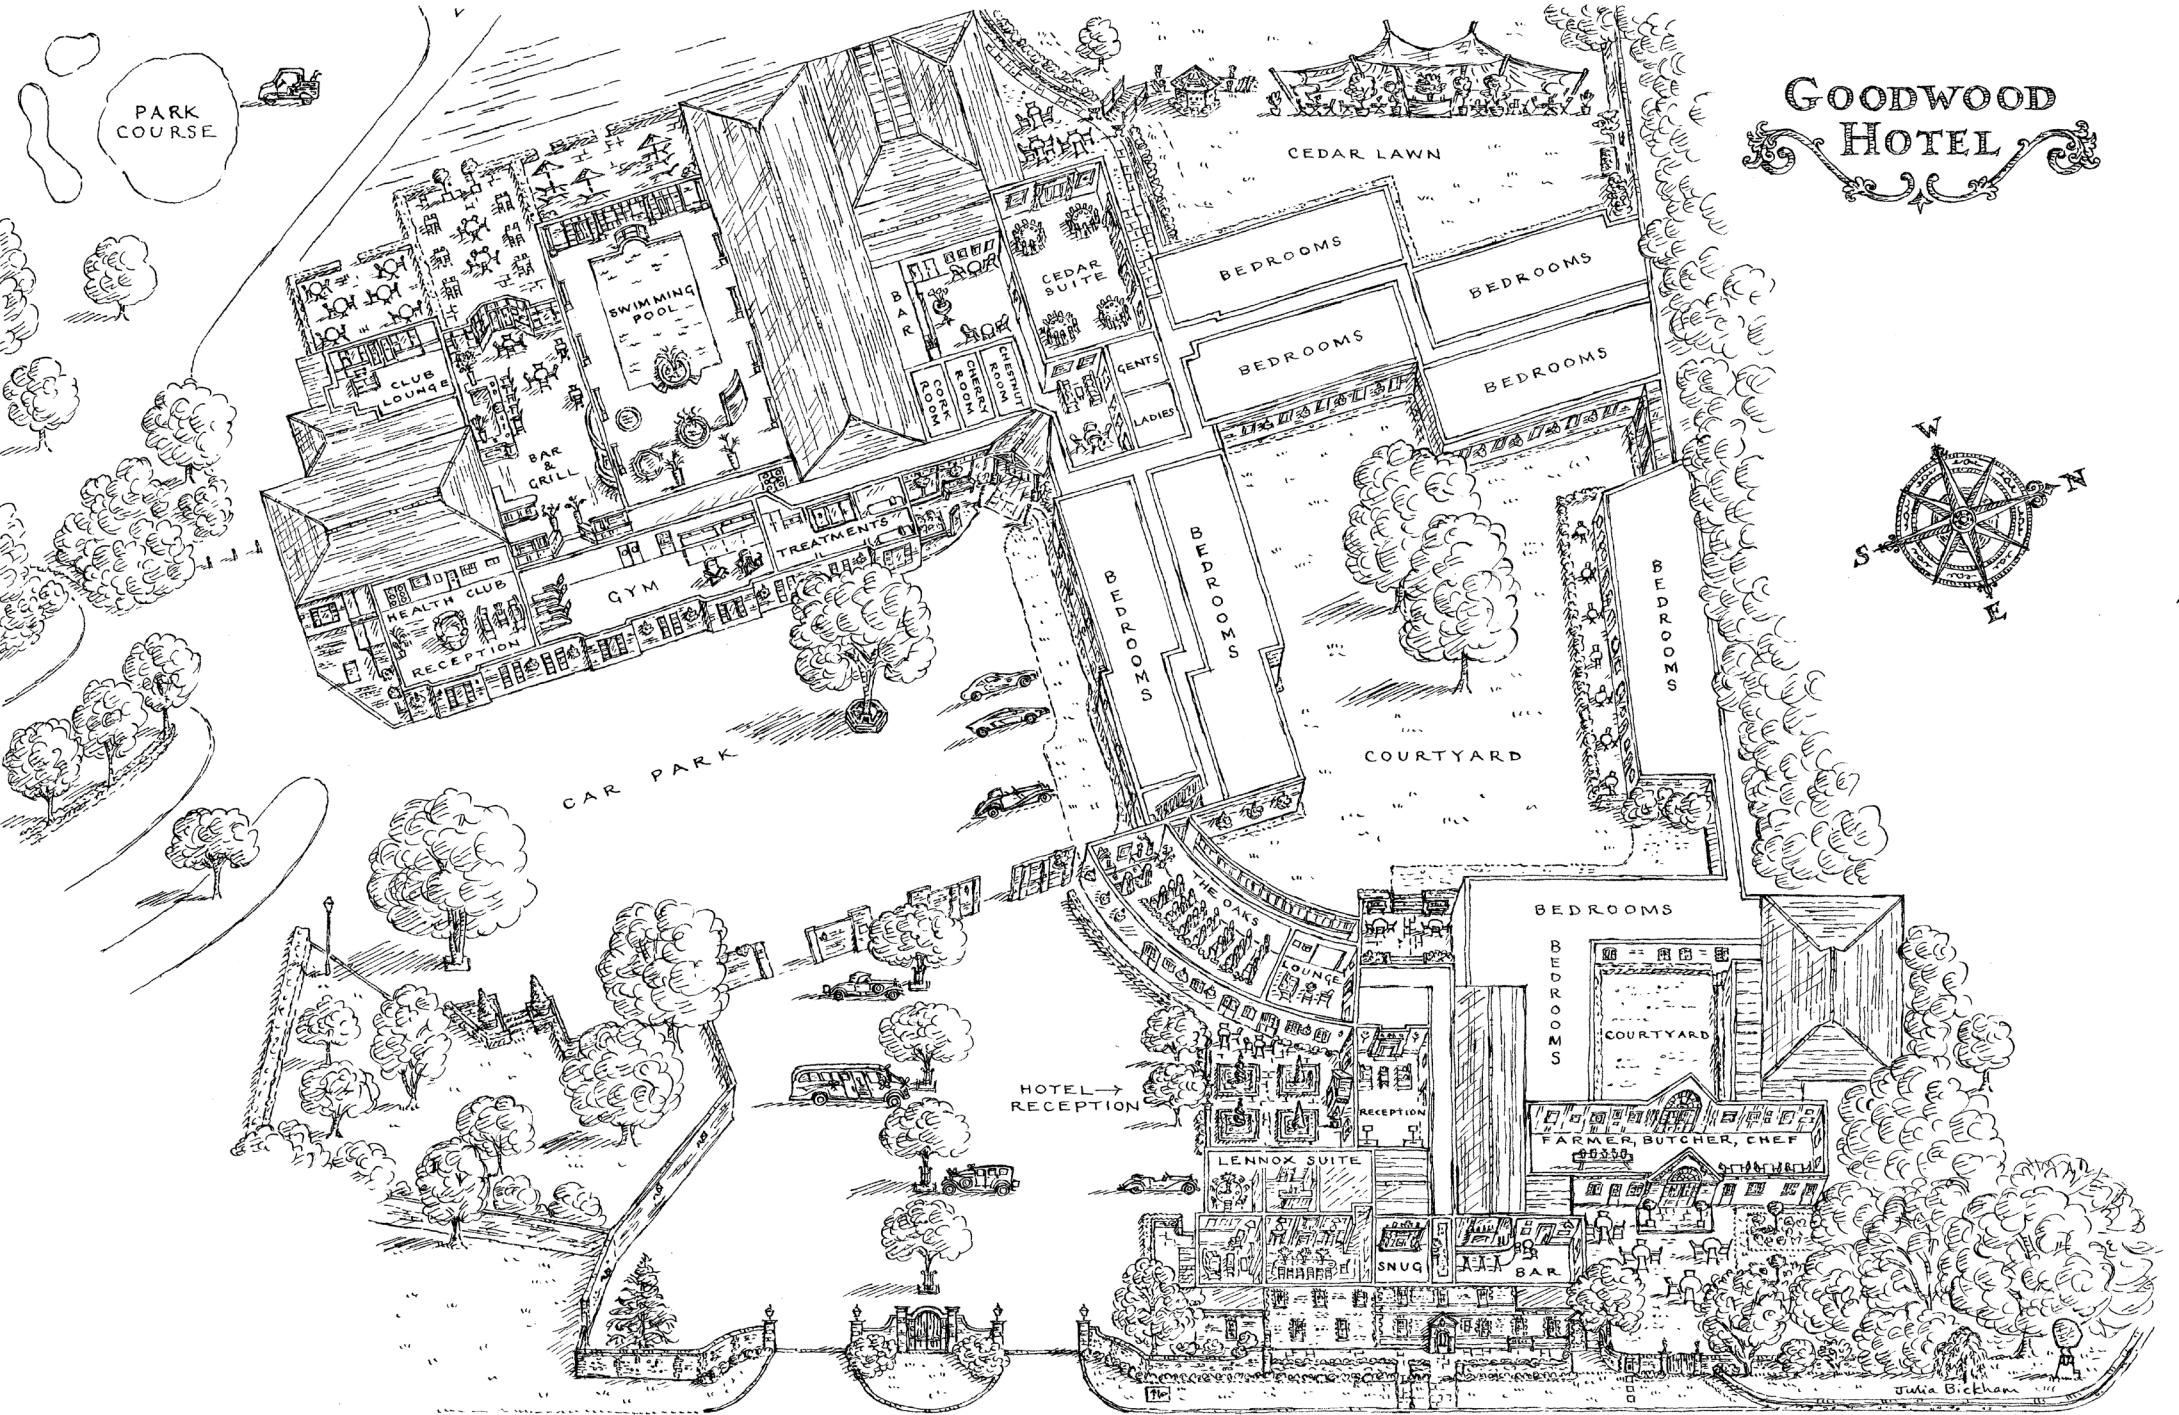 PARK
COURSE
GOODWOOD
HOTEL
CEDAR LAWN
BEDROOMS
BEDROOMS
BEDROOMS
BEDROOMS
CEDAR
SUITE
BAR
SWIMMING
POOL
CLUB
LOUNGE
CORK
ROOM
CHERRY
ROOM
CHESTNUT
ROOM
GENTS
LADIES
BAR
&
GRILL
TREATMENTS
GYM
HEALTH CLUB
RECEPTION
BEDROOMS
BEDROOMS
BEDROOMS
W
N
S
E
CAR PARK
COURTYARD
THE OAKS
LOUNGE
BEDROOMS
BEDROOMS
COURTYARD
HOTEL →
RECEPTION
RECEPTION
FARMER, BUTCHER, CHEF
LENNOX SUITE
SNUG
BAR
Julia Bickham